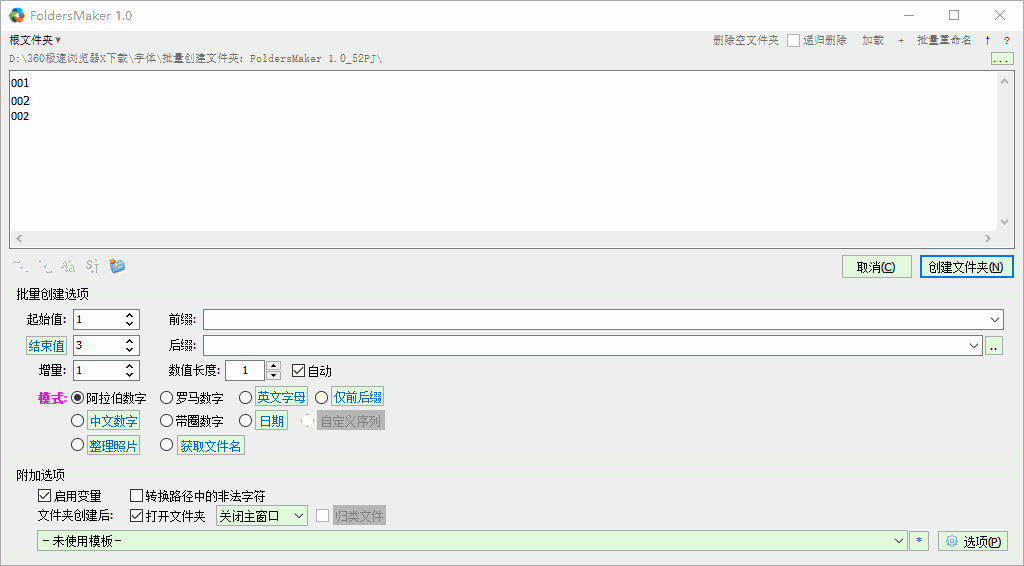 FoldersMaker 1.0
根文件夹▾ 删除空文件夹 递归删除 加载 + 批量重命名 ↑ ?
D:\360极速浏览器X下载\字体\批量创建文件夹: FoldersMaker 1.0_52PJ\ ...
001
002
002
取消(C) 创建文件夹(N)
批量创建选项
起始值: 1 前缀:
结束值 3 后缀: ..
增量: 1 数值长度: 1 自动
模式: 阿拉伯数字 罗马数字 英文字母 仅前后缀
中文数字 带圈数字 日期 自定义序列
整理照片 获取文件名
附加选项
启用变量 转换路径中的非法字符
文件夹创建后: 打开文件夹 关闭主窗口 归类文件
- 未使用模板 - * 选项(P)